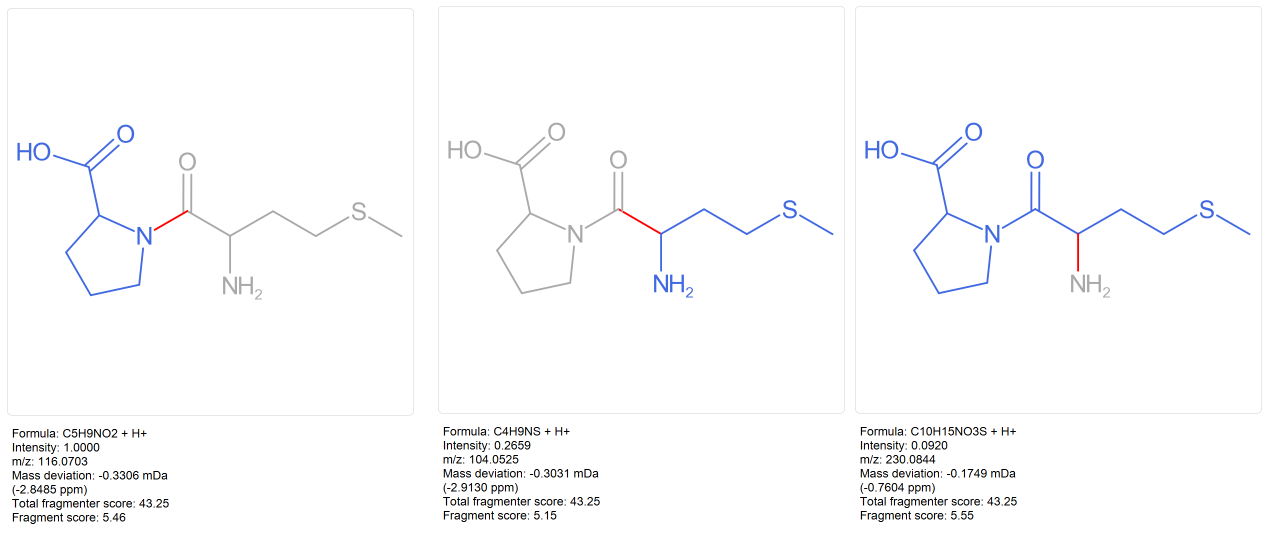 HO
O
O
N
S
NH2
Formula: C5H9NO2 + H+
Intensity: 1.0000
m/z: 116.0703
Mass deviation: -0.3306 mDa
(-2.8485 ppm)
Total fragmenter score: 43.25
Fragment score: 5.46
HO
O
O
N
S
NH2
Formula: C4H9NS + H+
Intensity: 0.2659
m/z: 104.0525
Mass deviation: -0.3031 mDa
(-2.9130 ppm)
Total fragmenter score: 43.25
Fragment score: 5.15
HO
O
O
N
S
NH2
Formula: C10H15NO3S + H+
Intensity: 0.0920
m/z: 230.0844
Mass deviation: -0.1749 mDa
(-0.7604 ppm)
Total fragmenter score: 43.25
Fragment score: 5.55